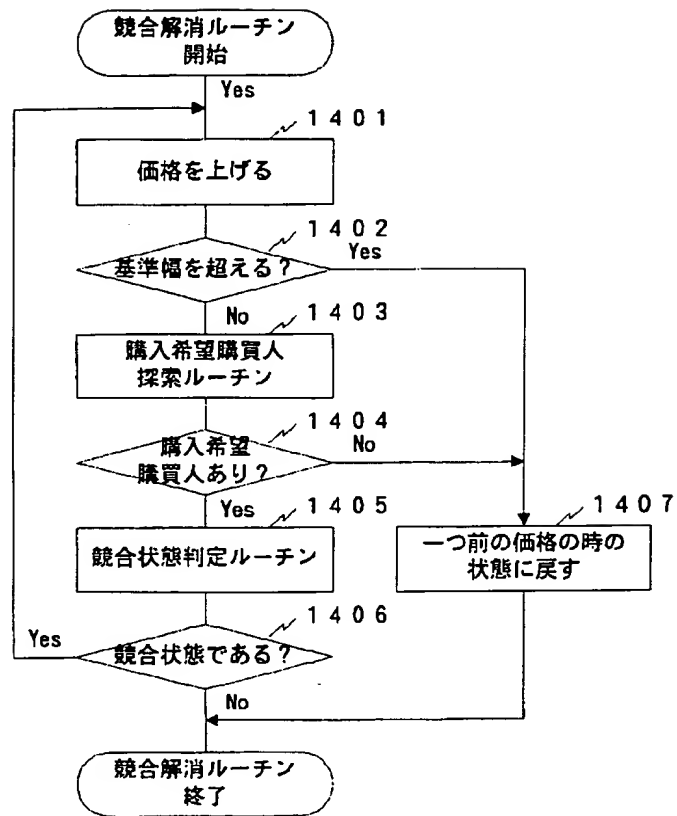 競合解消ルーチン
開始
Yes
1401
価格を上げる
1402
基準幅を超える？
Yes
No
1403
購入希望購買人
探索ルーチン
1404
購入希望
購買人あり？
No
Yes
1405
競合状態判定ルーチン
1407
一つ前の価格の時の
状態に戻す
1406
競合状態である？
Yes
No
競合解消ルーチン
終了